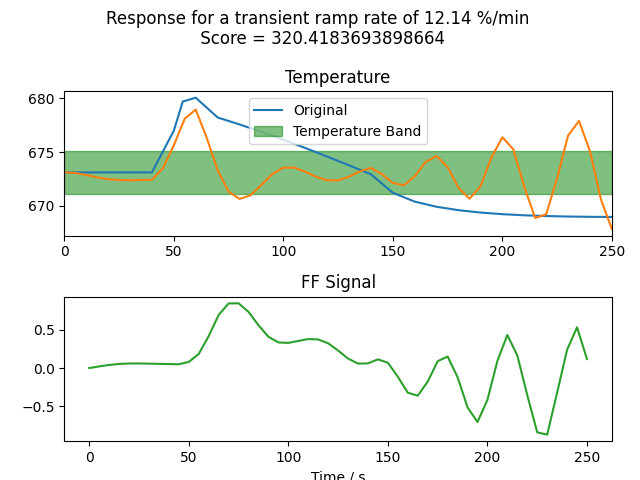 Response for a transient ramp rate of 12.14 %/min
Score = 320.4183693898664
Temperature
680
675
670
Original
Temperature Band
0 50 100 150 200 250
FF Signal
0.5
0.0
−0.5
0 50 100 150 200 250
Time / s